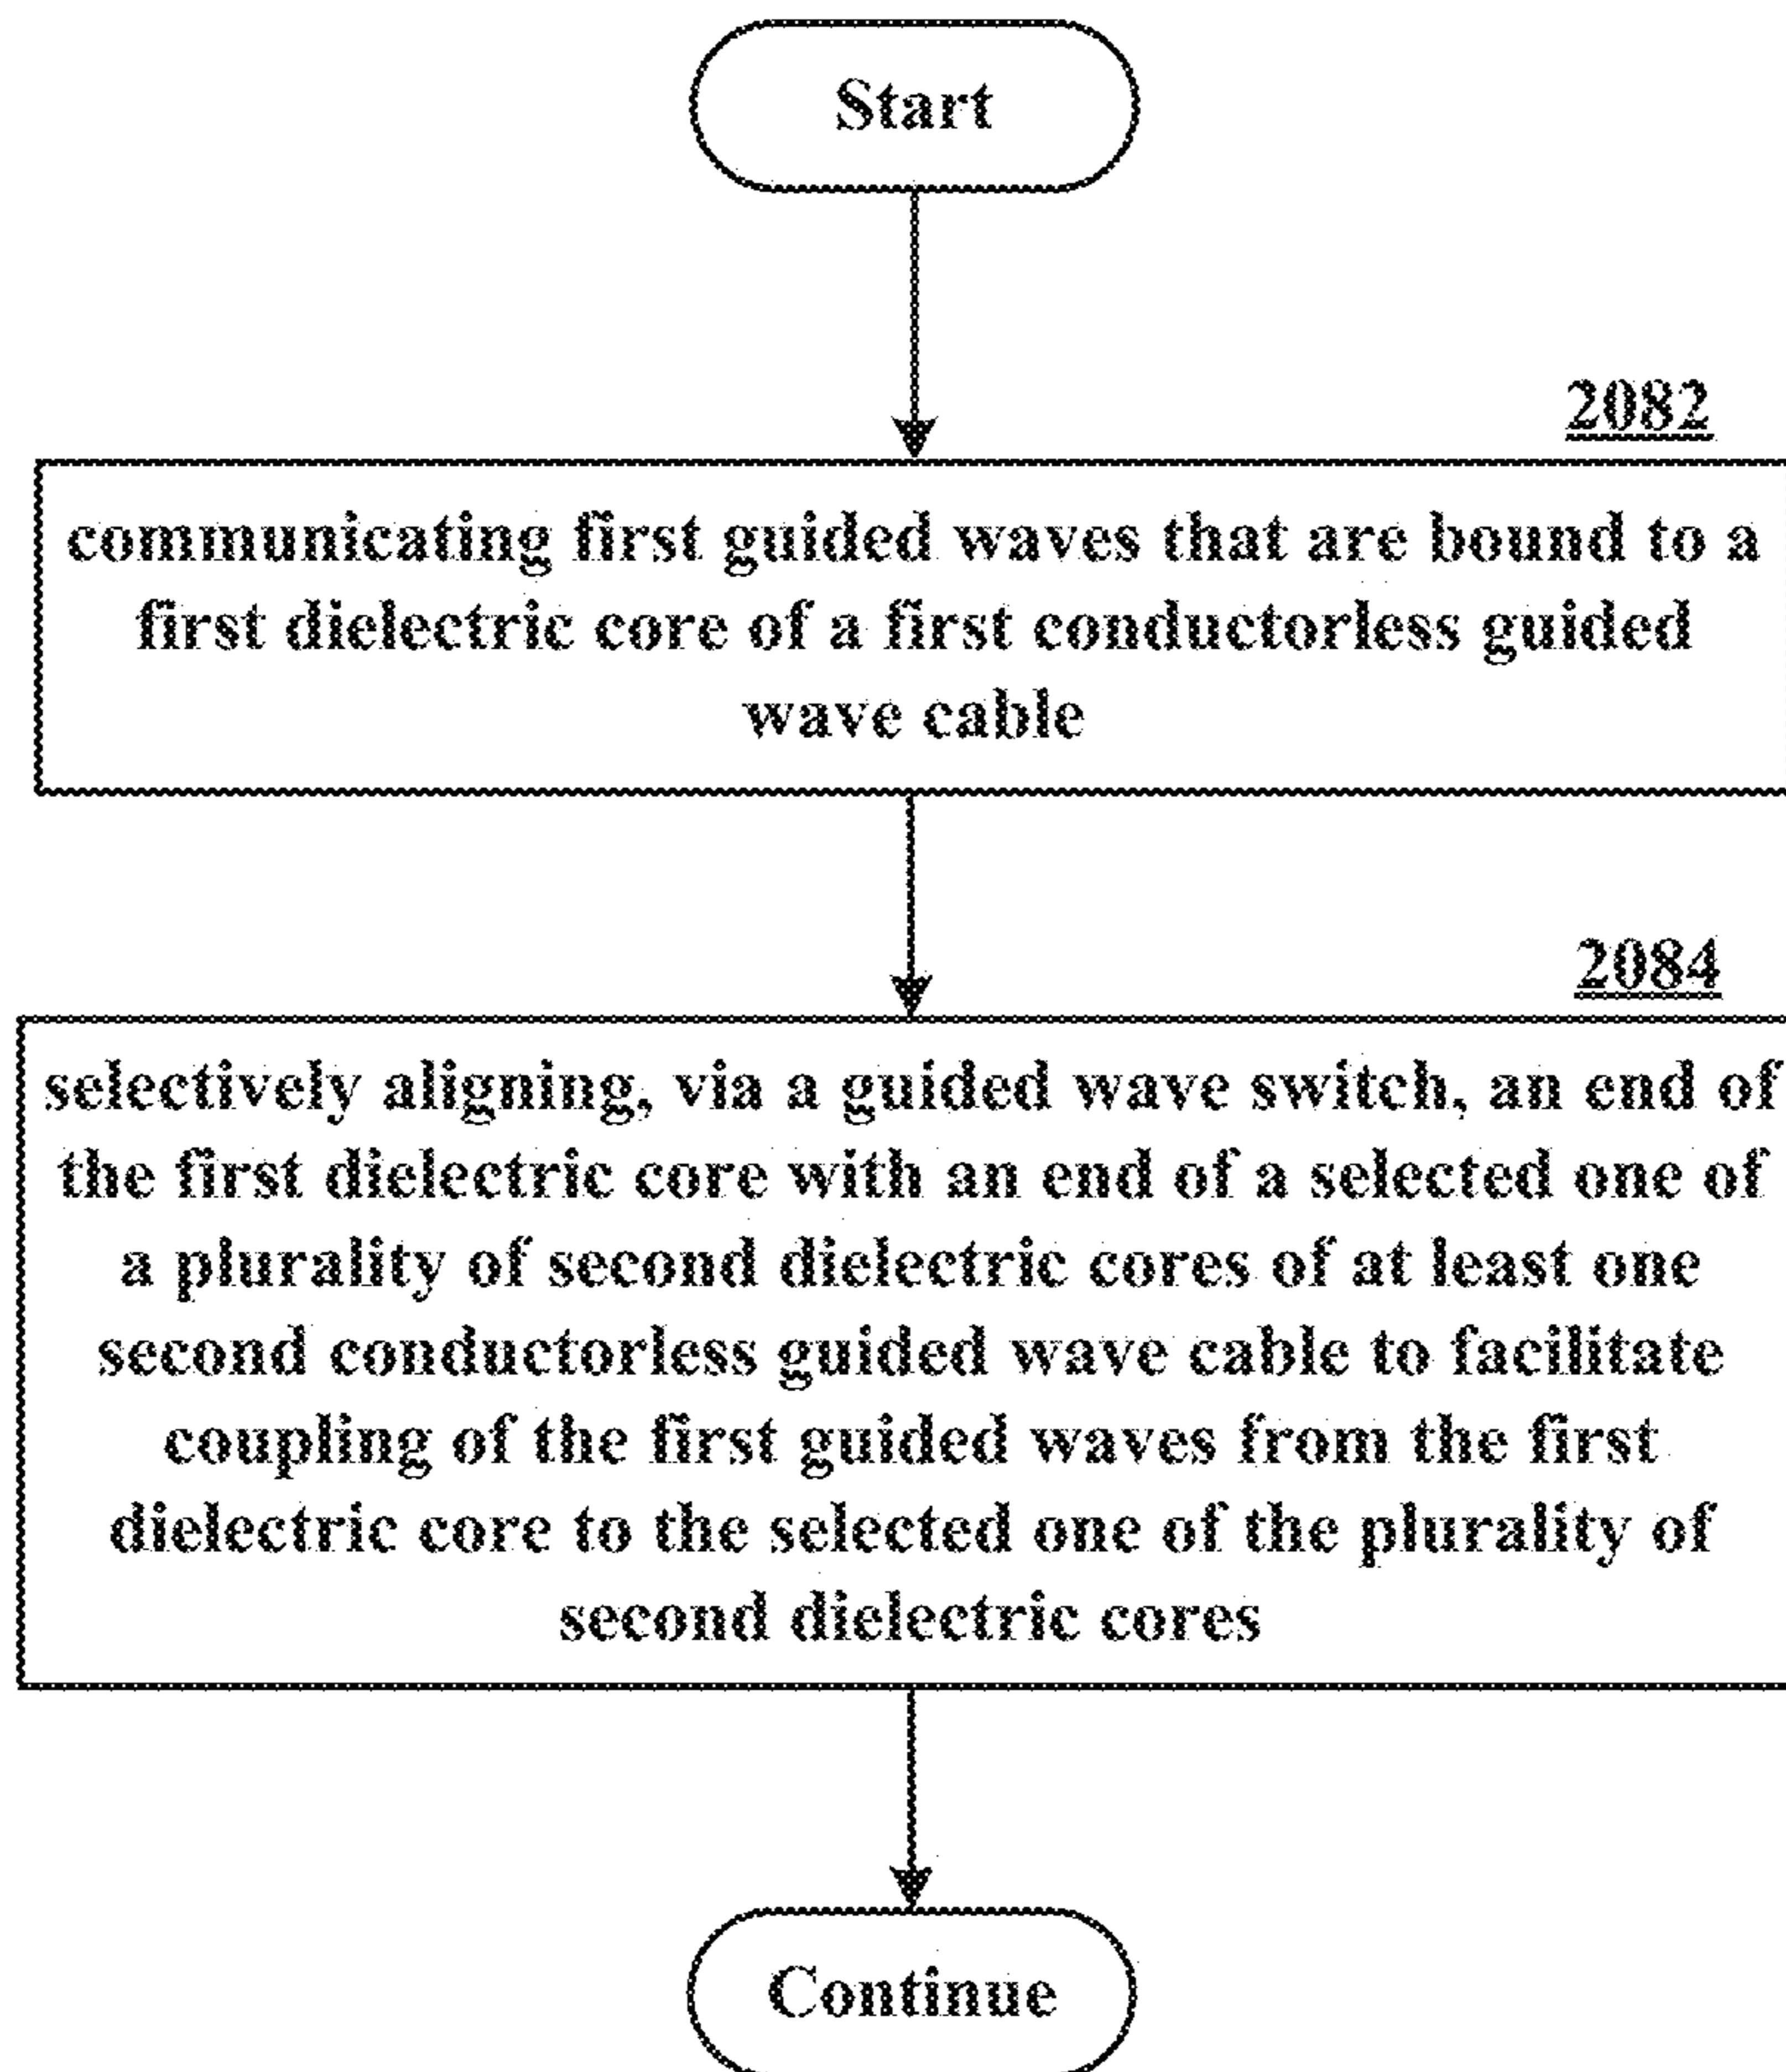 Start
2082
communicating first guided waves that are bound to a
first dielectric core of a first conductorless guided
wave cable
2084
selectively aligning, via a guided wave switch, an end of
the first dielectric core with an end of a selected one of
a plurality of second dielectric cores of at least one
second conductorless guided wave cable to facilitate
coupling of the first guided waves from the first
dielectric core to the selected one of the plurality of
second dielectric cores
Continue